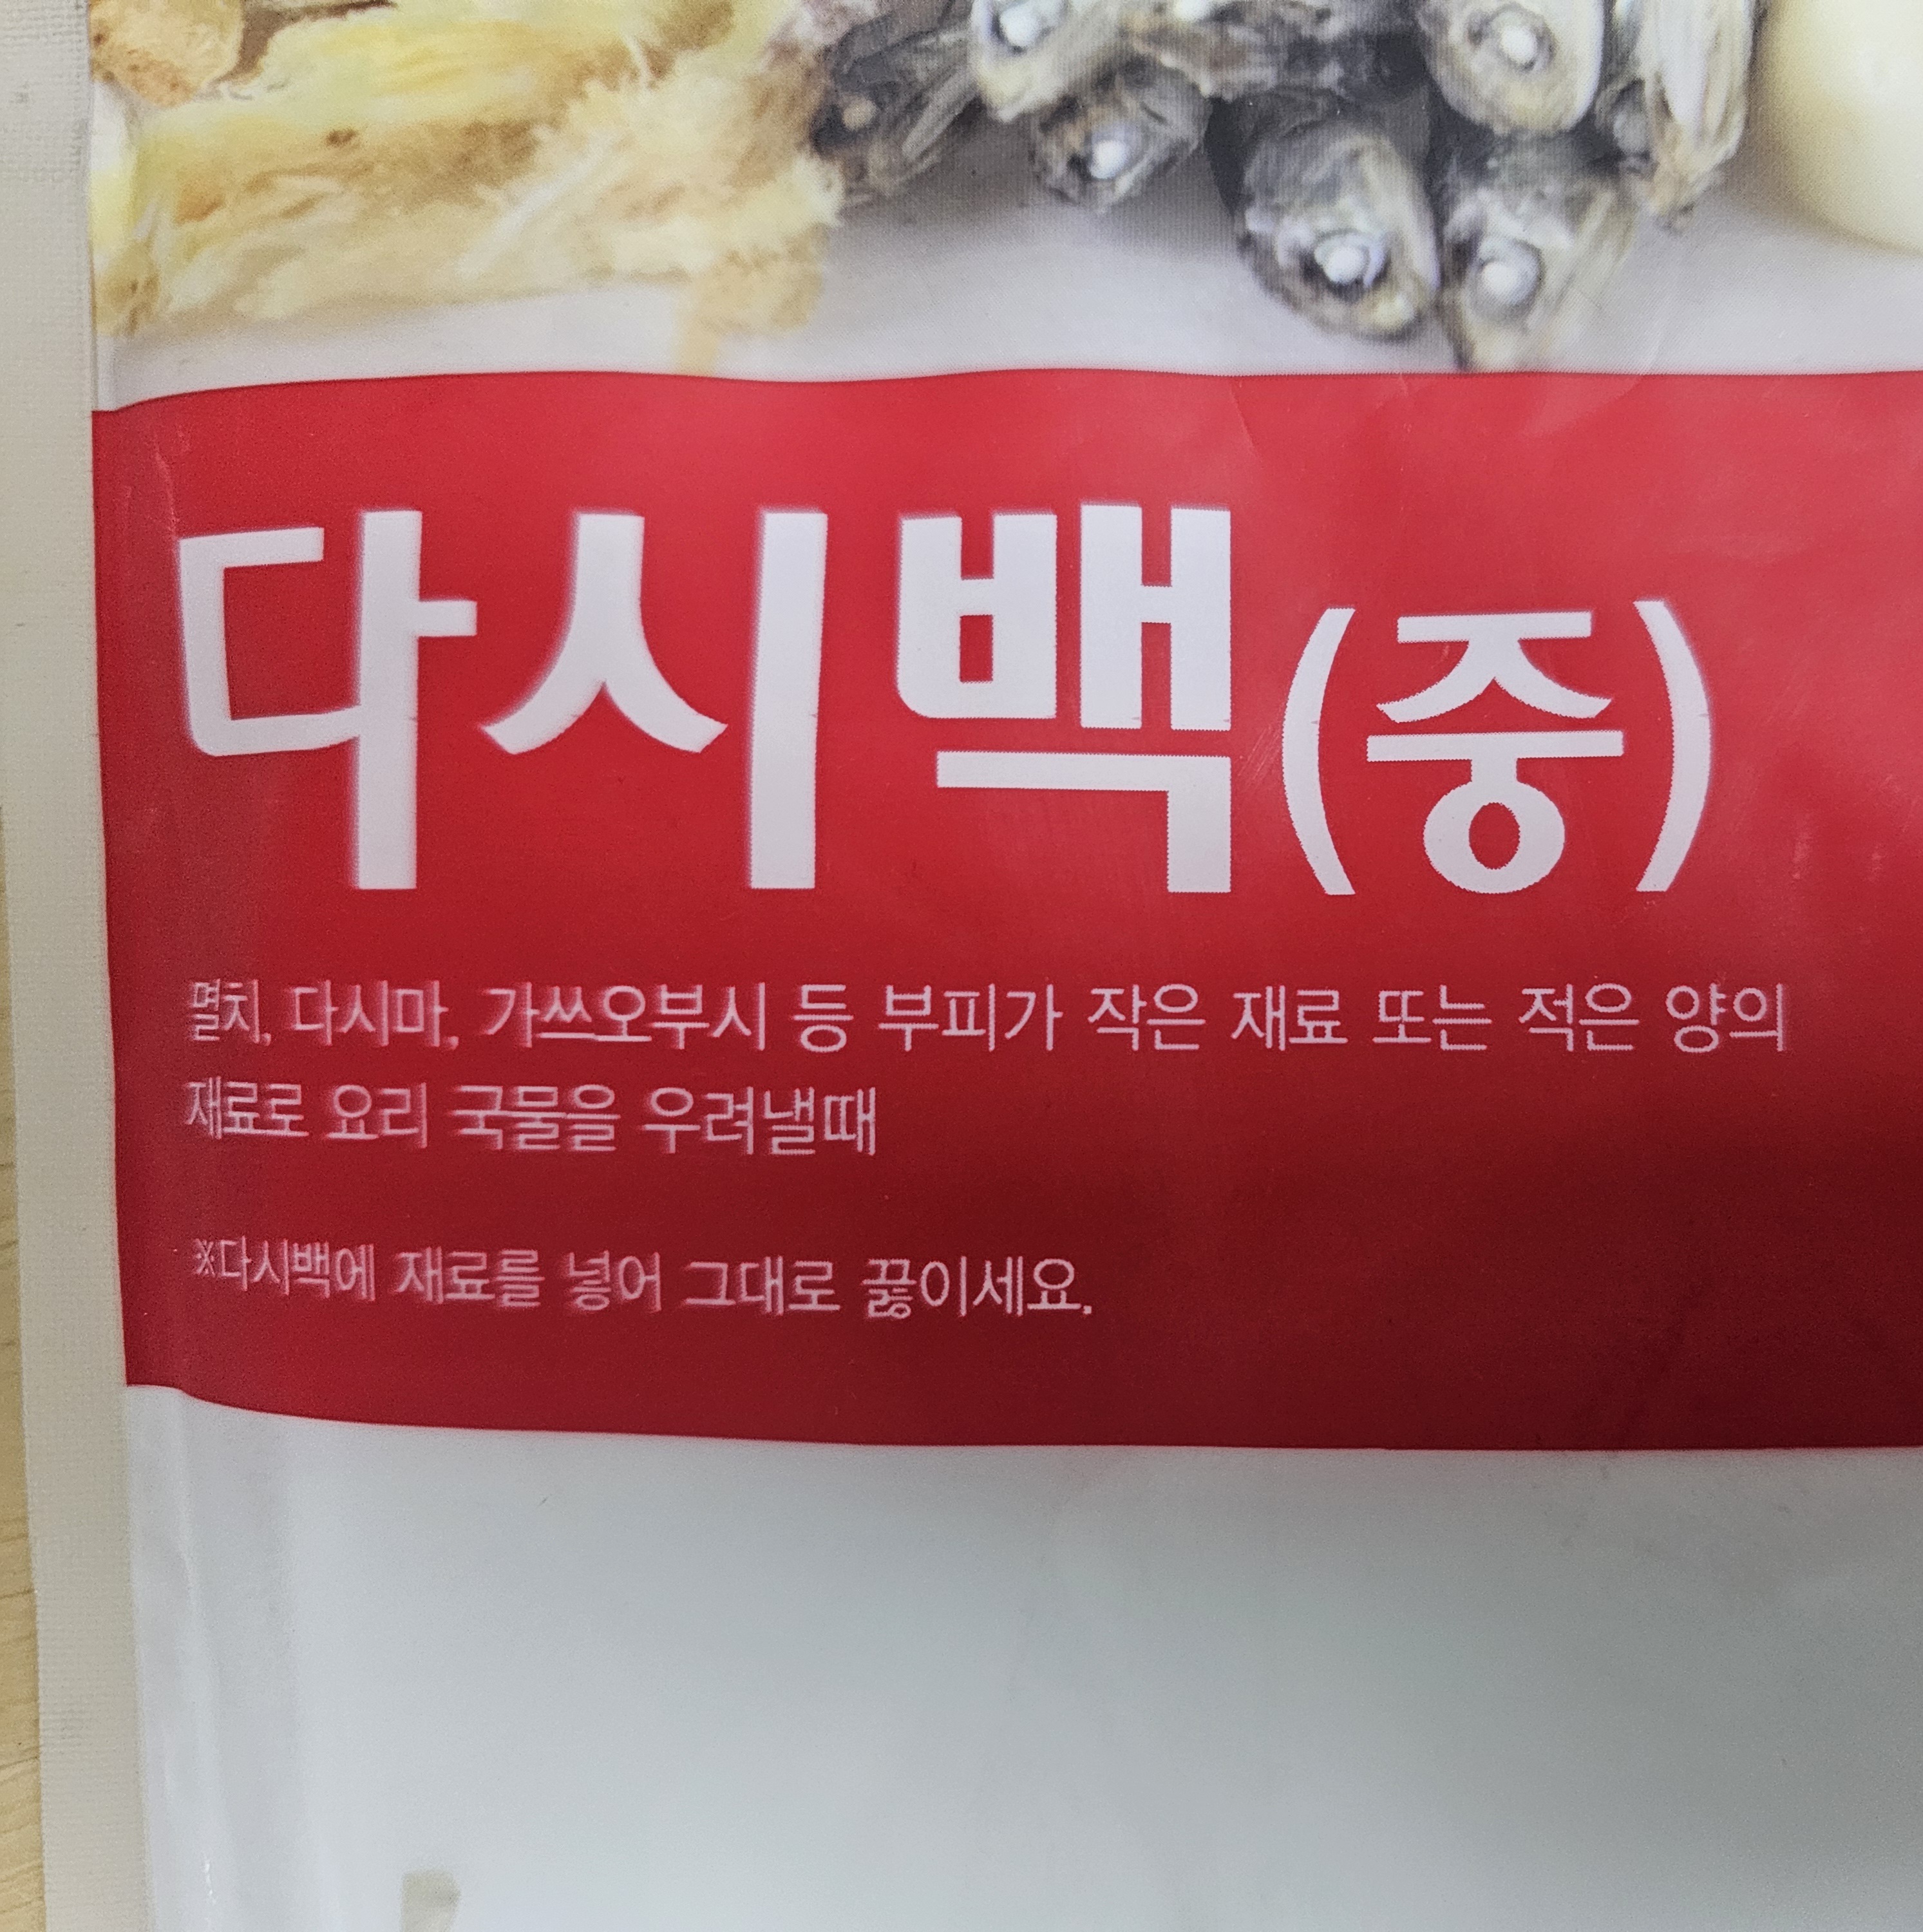 다시백(중)
멸치, 다시마, 가쓰오부시 등 부피가 작은 재료 또는 적은 양의
재료로 요리 국물을 우려낼때
※다시백에 재료를 넣어 그대로 끓이세요.